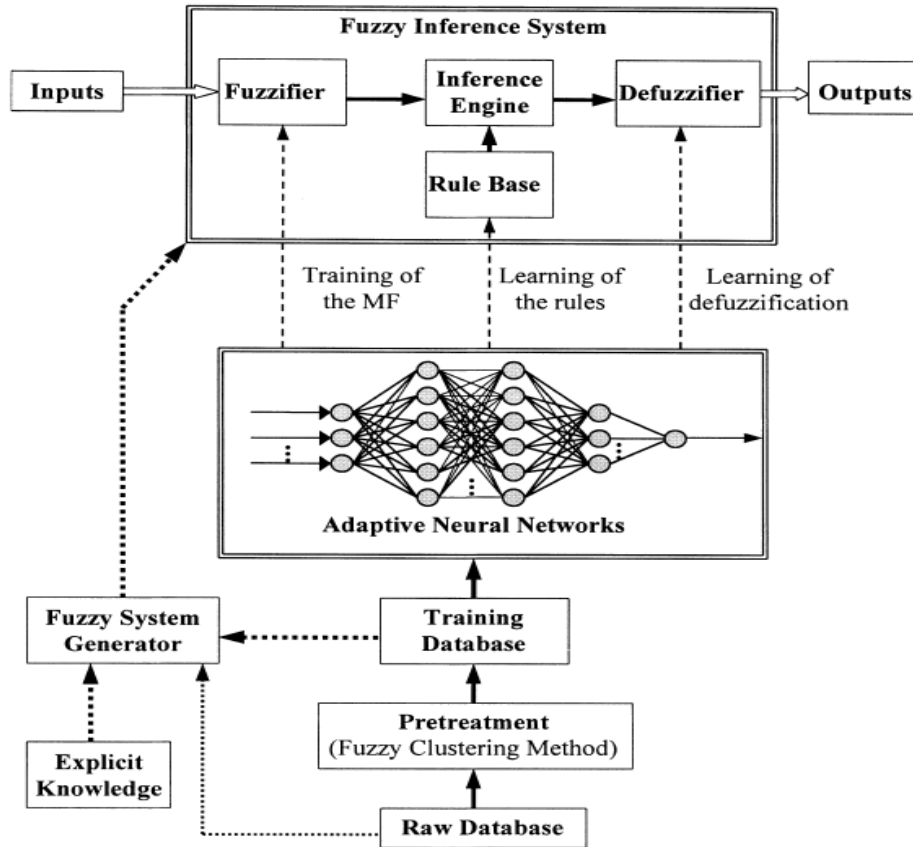 Fuzzy Inference System
Inputs
Fuzzifier
Inference
Engine
Defuzzifier
Outputs
Rule Base
Training of
the MF
Learning of
the rules
Learning of
defuzzification
Adaptive Neural Networks
Fuzzy System
Generator
Training
Database
Pretreatment
(Fuzzy Clustering Method)
Explicit
Knowledge
Raw Database